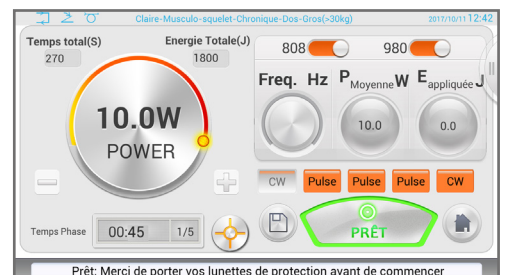 Claire-Musculo-squelet-Chronique-Dos-Gros(>30kg) 2017/10/11 12:42
Temps total(S) Energie Totale(J)
270 1800
808 980
Freq. Hz P Moyenne W E appliquée J
10.0W
POWER
10.0 0.0
CW Pulse Pulse Pulse CW
Temps Phase 00:45 1/5
PRÊT
Prêt: Merci de porter vos lunettes de protection avant de commencer